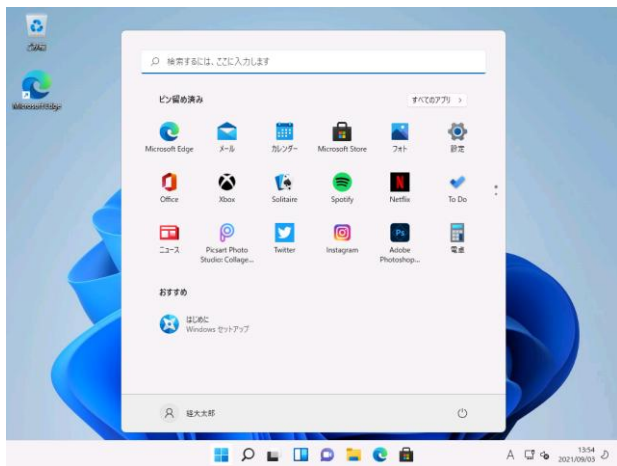 ごみ箱
Microsoft Edge
検索するには、ここに入力します
ピン留め済み
すべてのアプリ >
Microsoft Edge
メール
カレンダー
Microsoft Store
フォト
設定
Office
Xbox
Solitaire
Spotify
Netflix
To Do
ニュース
Picsart Photo
Studio: Collage...
Twitter
Instagram
Adobe
Photoshop...
電卓
おすすめ
はじめに
Windows セットアップ
経大太郎
A
13:54
2021/09/03